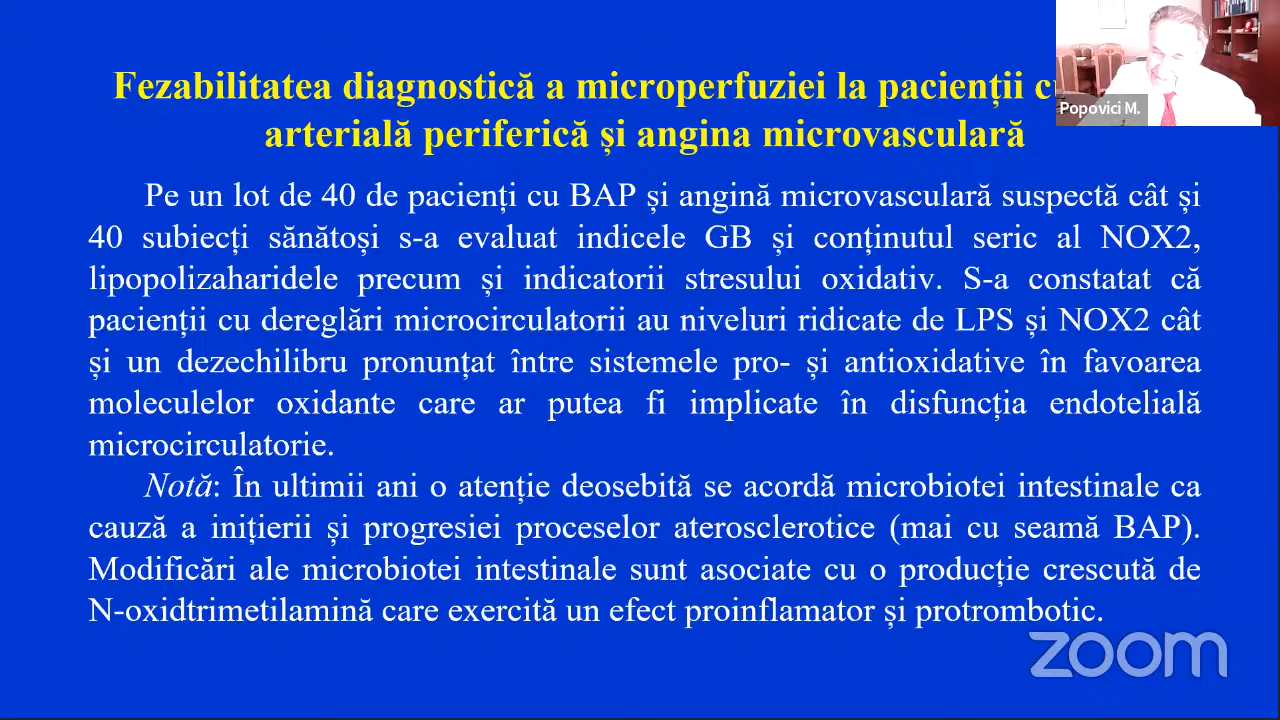 Fezabilitatea diagnostică a microperfuziei la pacienții
arterială periferică și angina microvasculară
Popovici M.
Pe un lot de 40 de pacienți cu BAP și angină microvasculară suspectă cât și
40 subiecți sănătoși s-a evaluat indicele GB și conținutul seric al NOX2,
lipopolizaharidele precum și indicatorii stresului oxidativ. S-a constatat că
pacienții cu dereglări microcirculatorii au niveluri ridicate de LPS și NOX2 cât
și un dezechilibru pronunțat între sistemele pro- și antioxidative în favoarea
moleculelor oxidante care ar putea fi implicate în disfuncția endotelială
microcirculatorie.
Notă: În ultimii ani o atenție deosebită se acordă microbiotei intestinale ca
cauză a inițierii și progresiei proceselor aterosclerotice (mai cu seamă BAP).
Modificări ale microbiotei intestinale sunt asociate cu o producție crescută de
N-oxidtrimetilamină care exercită un efect proinflamator și protrombotic.
zoom